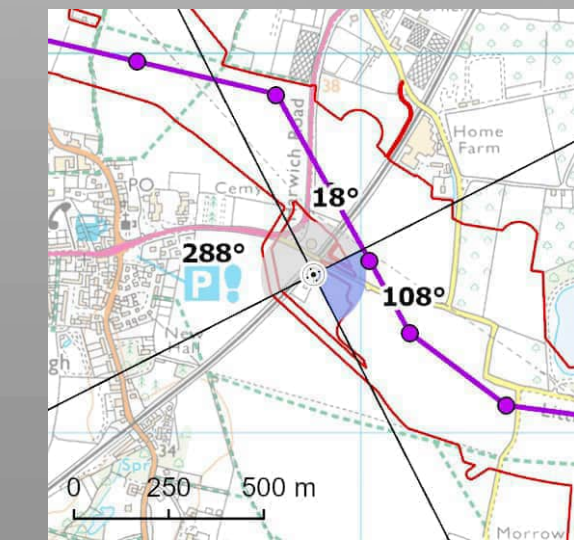 38
Home
Farm
PO
Cemy
rwich Road
18°
288°
P!
108°
New
Hall
gh
34
Spr
0 250 500 m
Morrow